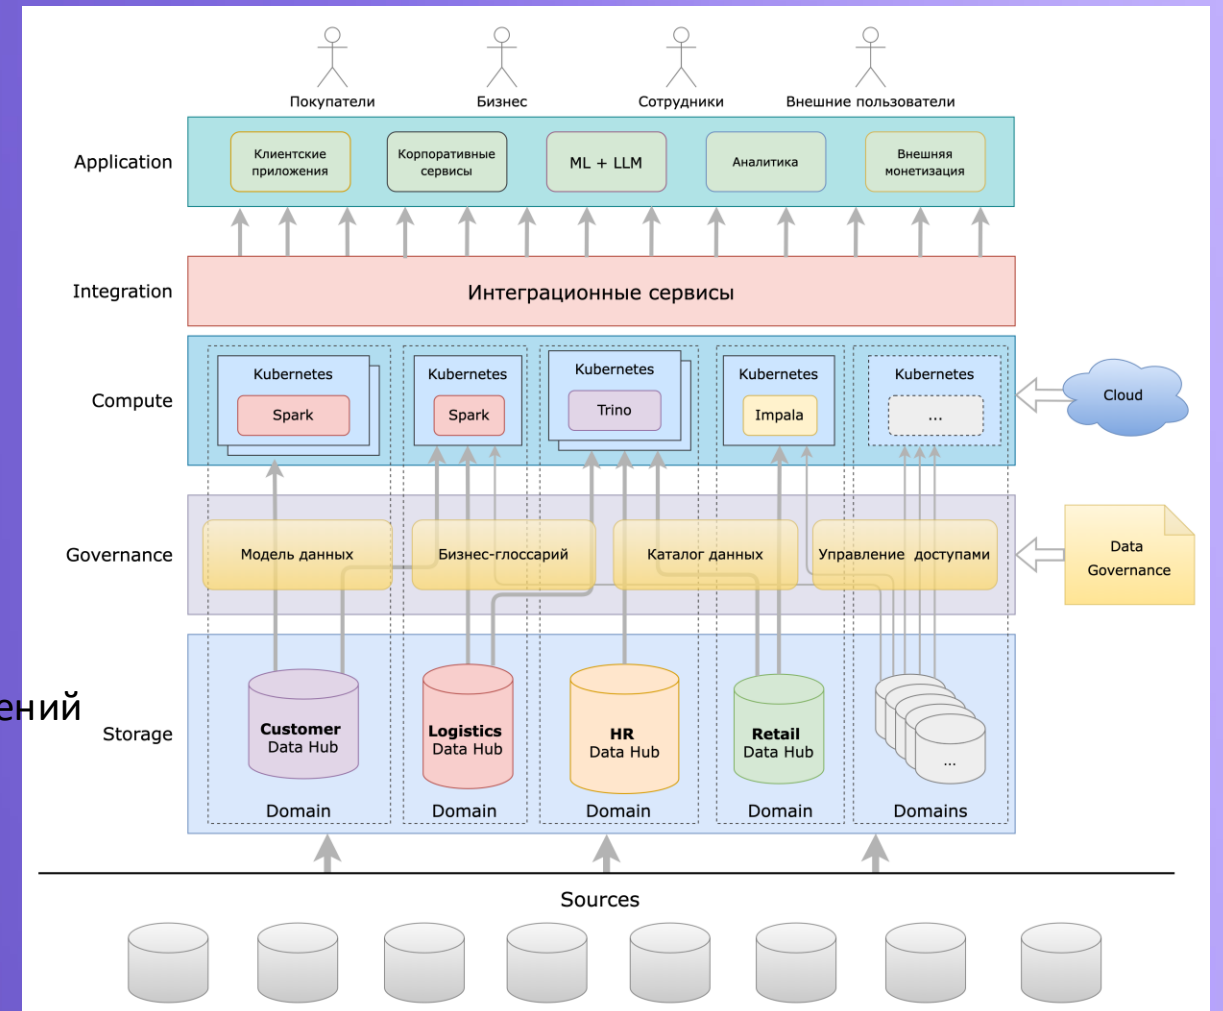 Покупатели
Бизнес
Сотрудники
Внешние пользователи
Application
Клиентские
приложения
Корпоративные
сервисы
ML + LLM
Аналитика
Внешняя
монетизация
Integration
Интеграционные сервисы
Compute
Kubernetes
Spark
Kubernetes
Spark
Kubernetes
Trino
Kubernetes
Impala
Kubernetes
...
Cloud
Governance
Модель данных
Бизнес-глоссарий
Каталог данных
Управление доступами
Data
Governance
ений
Storage
Customer
Data Hub
Logistics
Data Hub
HR
Data Hub
Retail
Data Hub
...
Domain
Domain
Domain
Domain
Domains
Sources